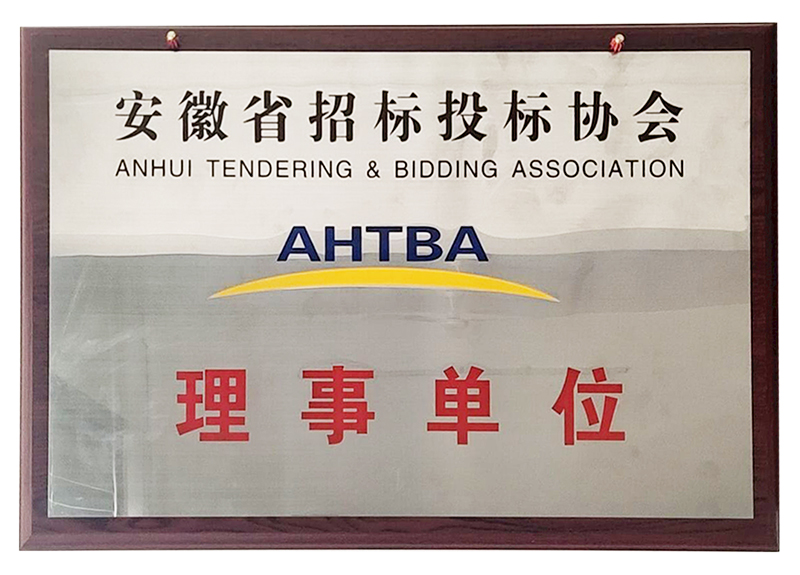 安徽省招标投标协会
ANHUI TENDERING & BIDDING ASSOCIATION
AHTBA
理事单位